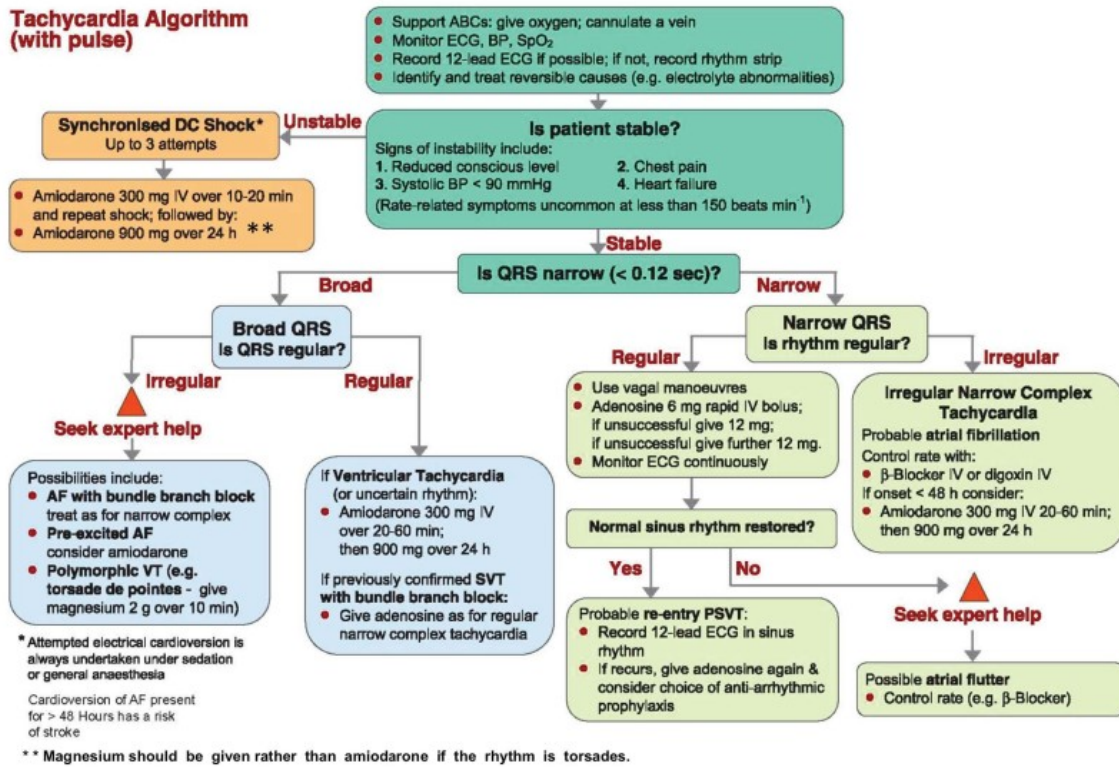 Tachycardia Algorithm
(with pulse)
• Support ABCs: give oxygen; cannulate a vein
• Monitor ECG, BP, SpO₂
• Record 12-lead ECG if possible; if not, record rhythm strip
• Identify and treat reversible causes (e.g. electrolyte abnormalities)
Is patient stable?
Signs of instability include:
1. Reduced conscious level 2. Chest pain
3. Systolic BP < 90 mmHg 4. Heart failure
(Rate-related symptoms uncommon at less than 150 beats min⁻¹)
Unstable
Synchronised DC Shock*
Up to 3 attempts
• Amiodarone 300 mg IV over 10-20 min
and repeat shock; followed by:
• Amiodarone 900 mg over 24 h **
Stable
Is QRS narrow (< 0.12 sec)?
Broad
Narrow
Broad QRS
Is QRS regular?
Irregular
Regular
Seek expert help
Possibilities include:
• AF with bundle branch block
treat as for narrow complex
• Pre-excited AF
consider amiodarone
• Polymorphic VT (e.g.
torsade de pointes - give
magnesium 2 g over 10 min)
If Ventricular Tachycardia
(or uncertain rhythm):
• Amiodarone 300 mg IV
over 20-60 min;
then 900 mg over 24 h
If previously confirmed SVT
with bundle branch block:
• Give adenosine as for regular
narrow complex tachycardia
Narrow QRS
Is rhythm regular?
Regular
Irregular
• Use vagal manoeuvres
• Adenosine 6 mg rapid IV bolus;
if unsuccessful give 12 mg;
if unsuccessful give further 12 mg.
• Monitor ECG continuously
Irregular Narrow Complex
Tachycardia
Probable atrial fibrillation
Control rate with:
• β-Blocker IV or digoxin IV
If onset < 48 h consider:
• Amiodarone 300 mg IV 20-60 min;
then 900 mg over 24 h
Normal sinus rhythm restored?
Yes
No
Probable re-entry PSVT:
• Record 12-lead ECG in sinus
rhythm
• If recurs, give adenosine again &
consider choice of anti-arrhythmic
prophylaxis
Seek expert help
Possible atrial flutter
• Control rate (e.g. β-Blocker)
* Attempted electrical cardioversion is
always undertaken under sedation
or general anaesthesia
Cardioversion of AF present
for > 48 Hours has a risk
of stroke
** Magnesium should be given rather than amiodarone if the rhythm is torsades.